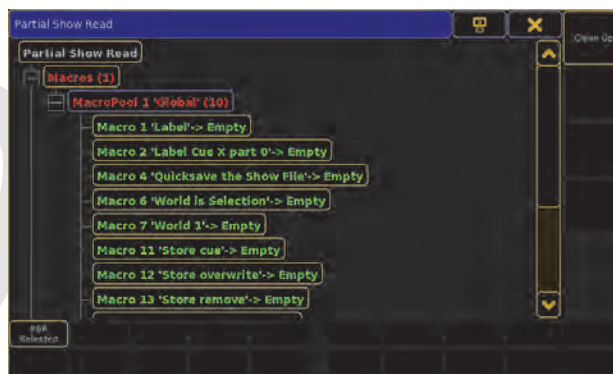 Partial Show Read
Clean Up
Partial Show Read
Macros (1)
MacroPool 1 'Global' (10)
Macro 1 'Label'-> Empty
Macro 2 'Label Cue X part 0'-> Empty
Macro 4 'Quicksave the Show File'-> Empty
Macro 6 'World is Selection'-> Empty
Macro 7 'World 1'-> Empty
Macro 11 'Store cue'-> Empty
Macro 12 'Store overwrite'-> Empty
Macro 13 'Store remove'-> Empty
PSR
Selected